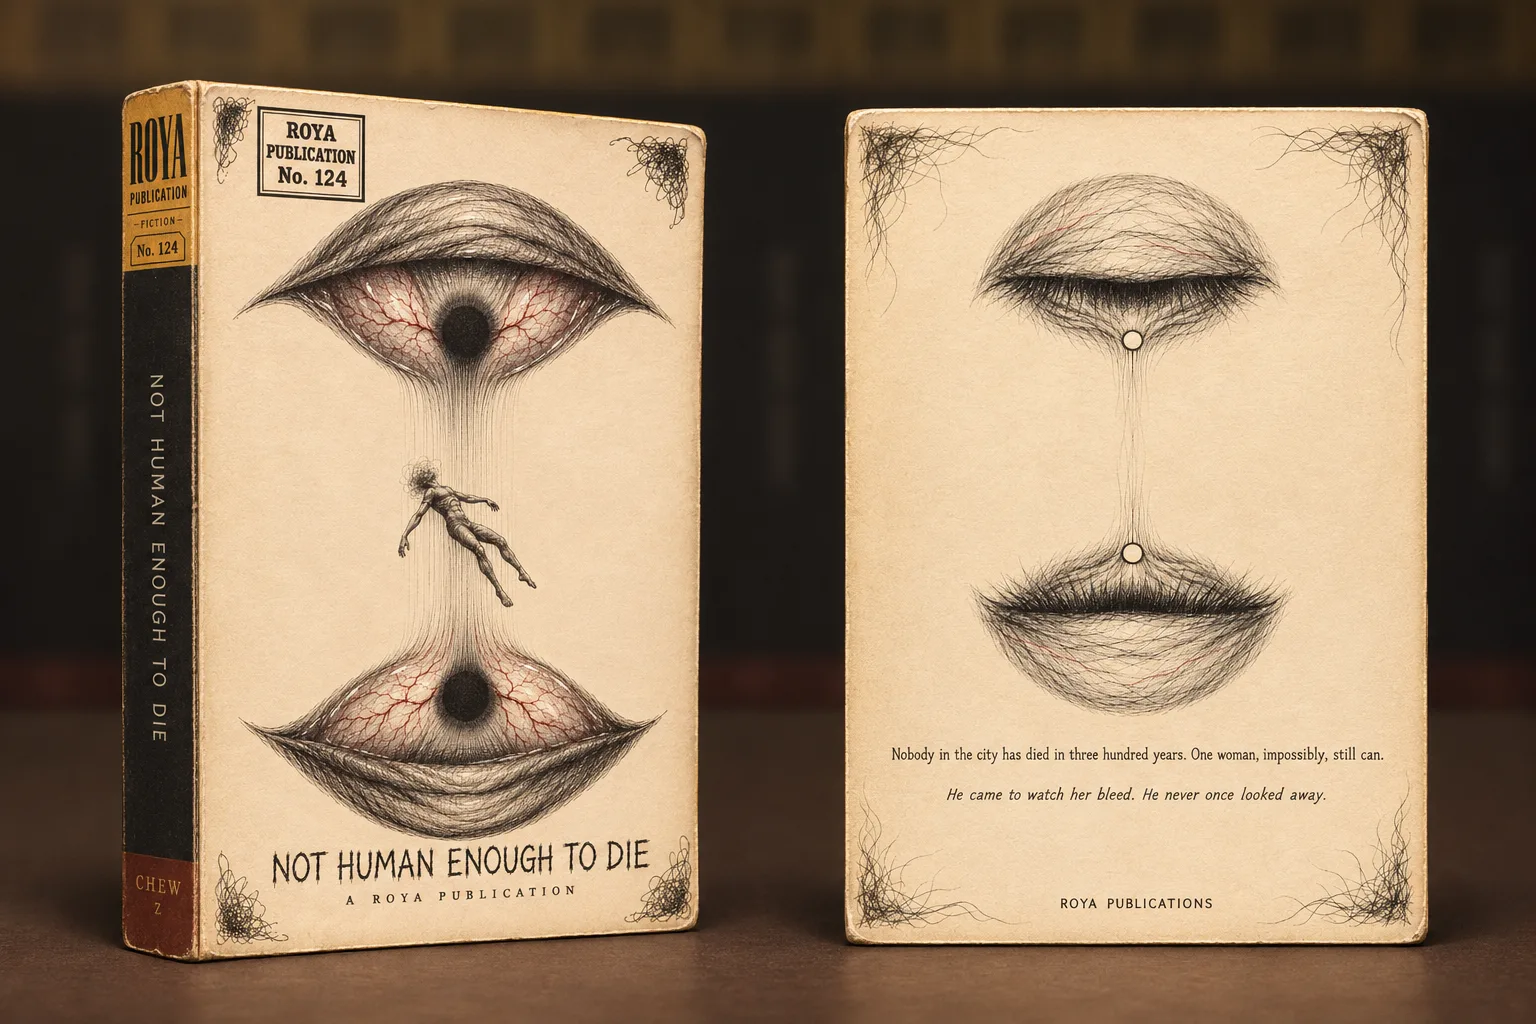 ROYA
PUBLICATION
FICTION
No. 124
NOT HUMAN ENOUGH TO DIE
CHEW
Z
ROYA
PUBLICATION
No. 124
NOT HUMAN ENOUGH TO DIE
A ROYA PUBLICATION
Nobody in the city has died in three hundred years. One woman, impossibly, still can.
He came to watch her bleed. He never once looked away.
ROYA PUBLICATIONS